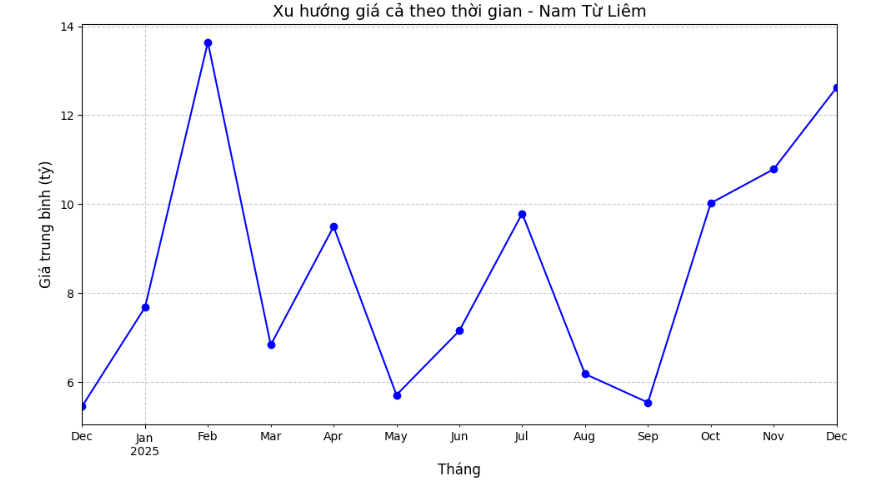 Xu hướng giá cả theo thời gian - Nam Từ Liêm
Giá trung bình (tỷ)
14
12
10
8
6
Dec Jan Feb Mar Apr May Jun Jul Aug Sep Oct Nov Dec
2025
Tháng